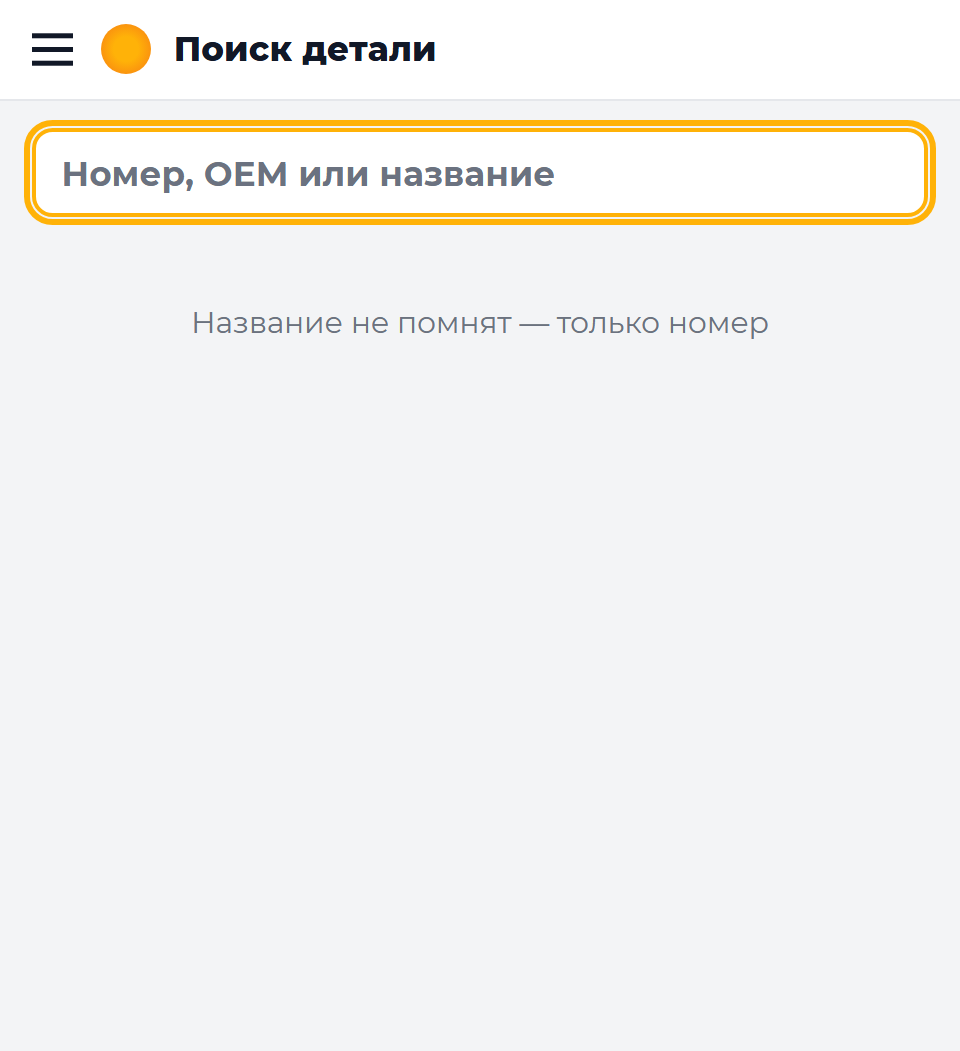 Поиск детали
Номер, OEM или название
Название не помнят — только номер